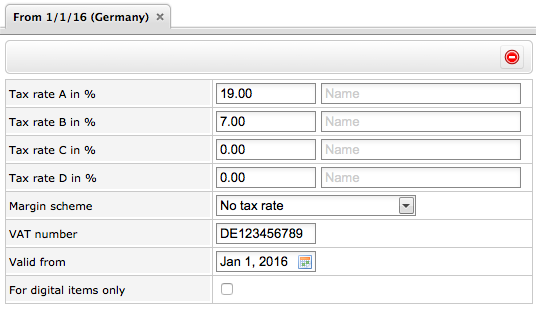 From 1/1/16 (Germany) ×
Tax rate A in % 19.00 Name
Tax rate B in % 7.00 Name
Tax rate C in % 0.00 Name
Tax rate D in % 0.00 Name
Margin scheme No tax rate
VAT number DE123456789
Valid from Jan 1, 2016
For digital items only